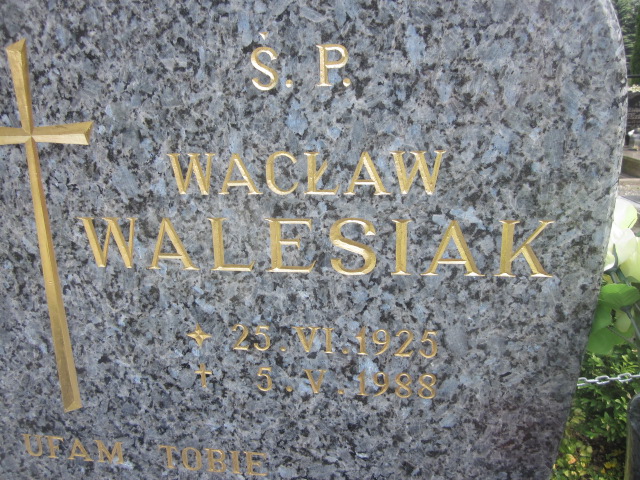 Ś. P.
WACŁAW
WALESIAK
25. VI. 1925
† 5. V. 1988
UFAM TOBIE